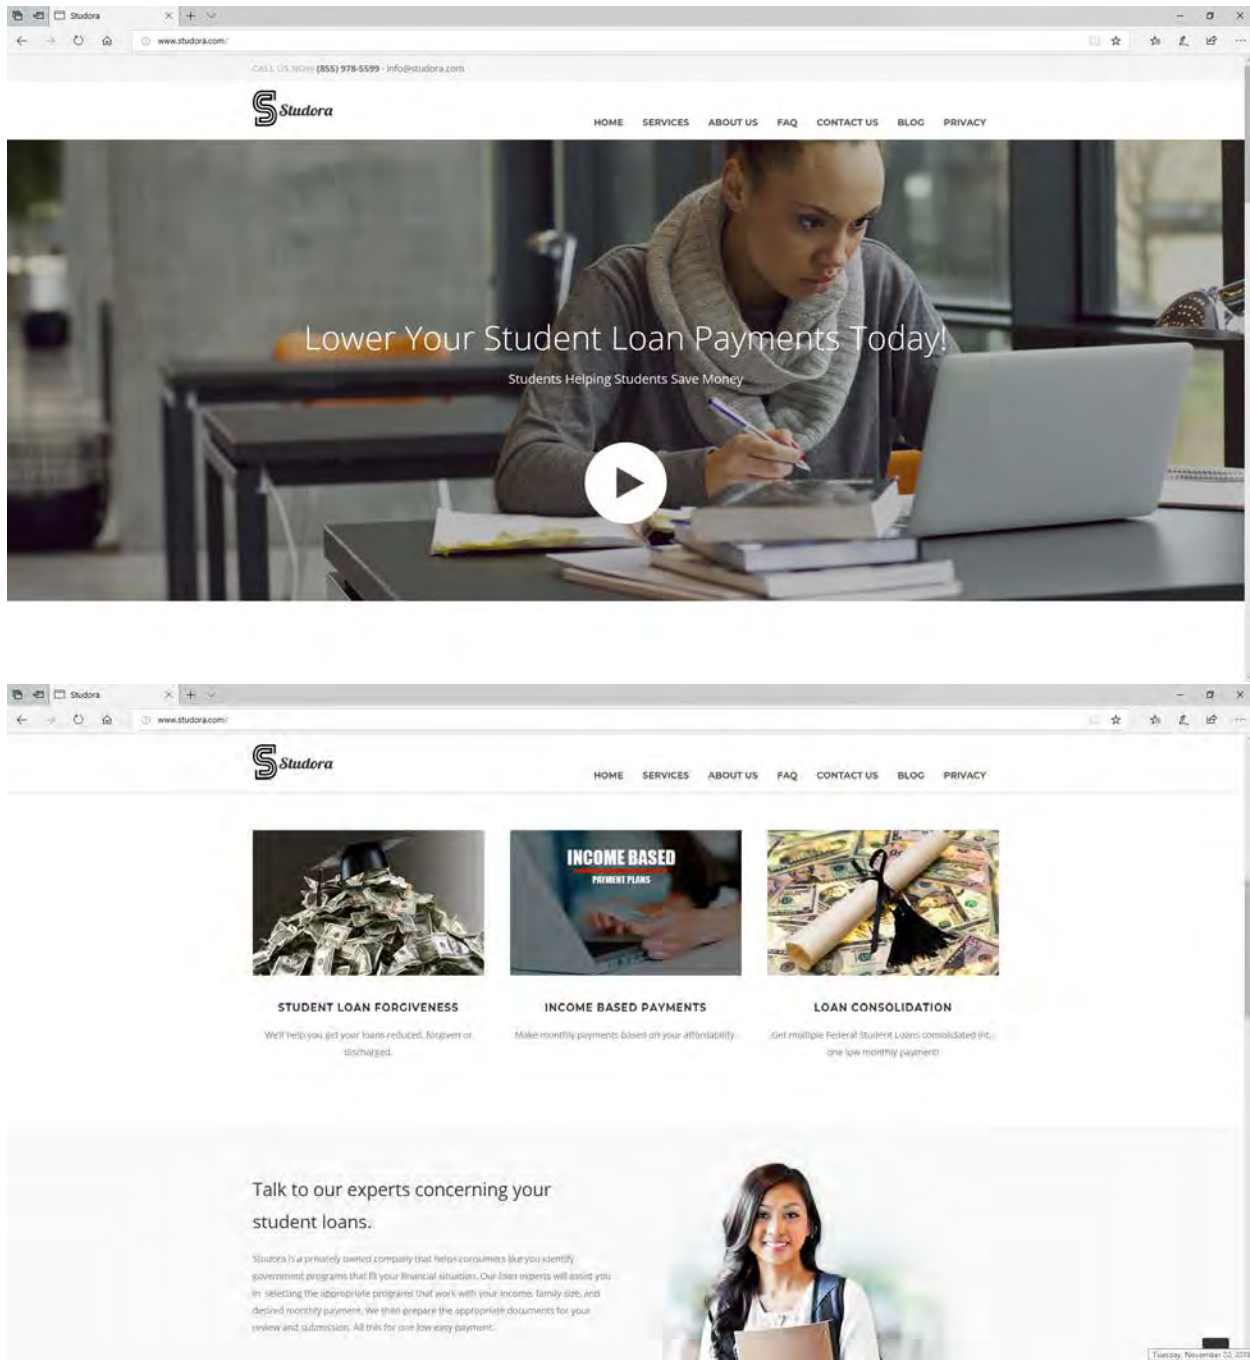 Studora
www.studora.com/
CALL US NOW (855) 978-5599 - info@studora.com
Studora
HOME SERVICES ABOUT US FAQ CONTACT US BLOG PRIVACY
Lower Your Student Loan Payments Today!
Students Helping Students Save Money
Studora
www.studora.com/
Studora
HOME SERVICES ABOUT US FAQ CONTACT US BLOG PRIVACY
INCOME BASED
PAYMENT PLANS
STUDENT LOAN FORGIVENESS
We'll help you get your loans reduced, forgiven or
discharged.
INCOME BASED PAYMENTS
Make monthly payments based on your affordability.
LOAN CONSOLIDATION
Get multiple Federal Student Loans consolidated int
one low monthly payment!
Talk to our experts concerning your
student loans.
Studora is a privately owned company that helps consumers like you identify
government programs that fit your financial situation. Our loan experts will assist you
in selecting the appropriate programs that work with your income, family size, and
desired monthly payment. We then prepare the appropriate documents for your
review and submission. All this for one low easy payment.
Tuesday, November 20,